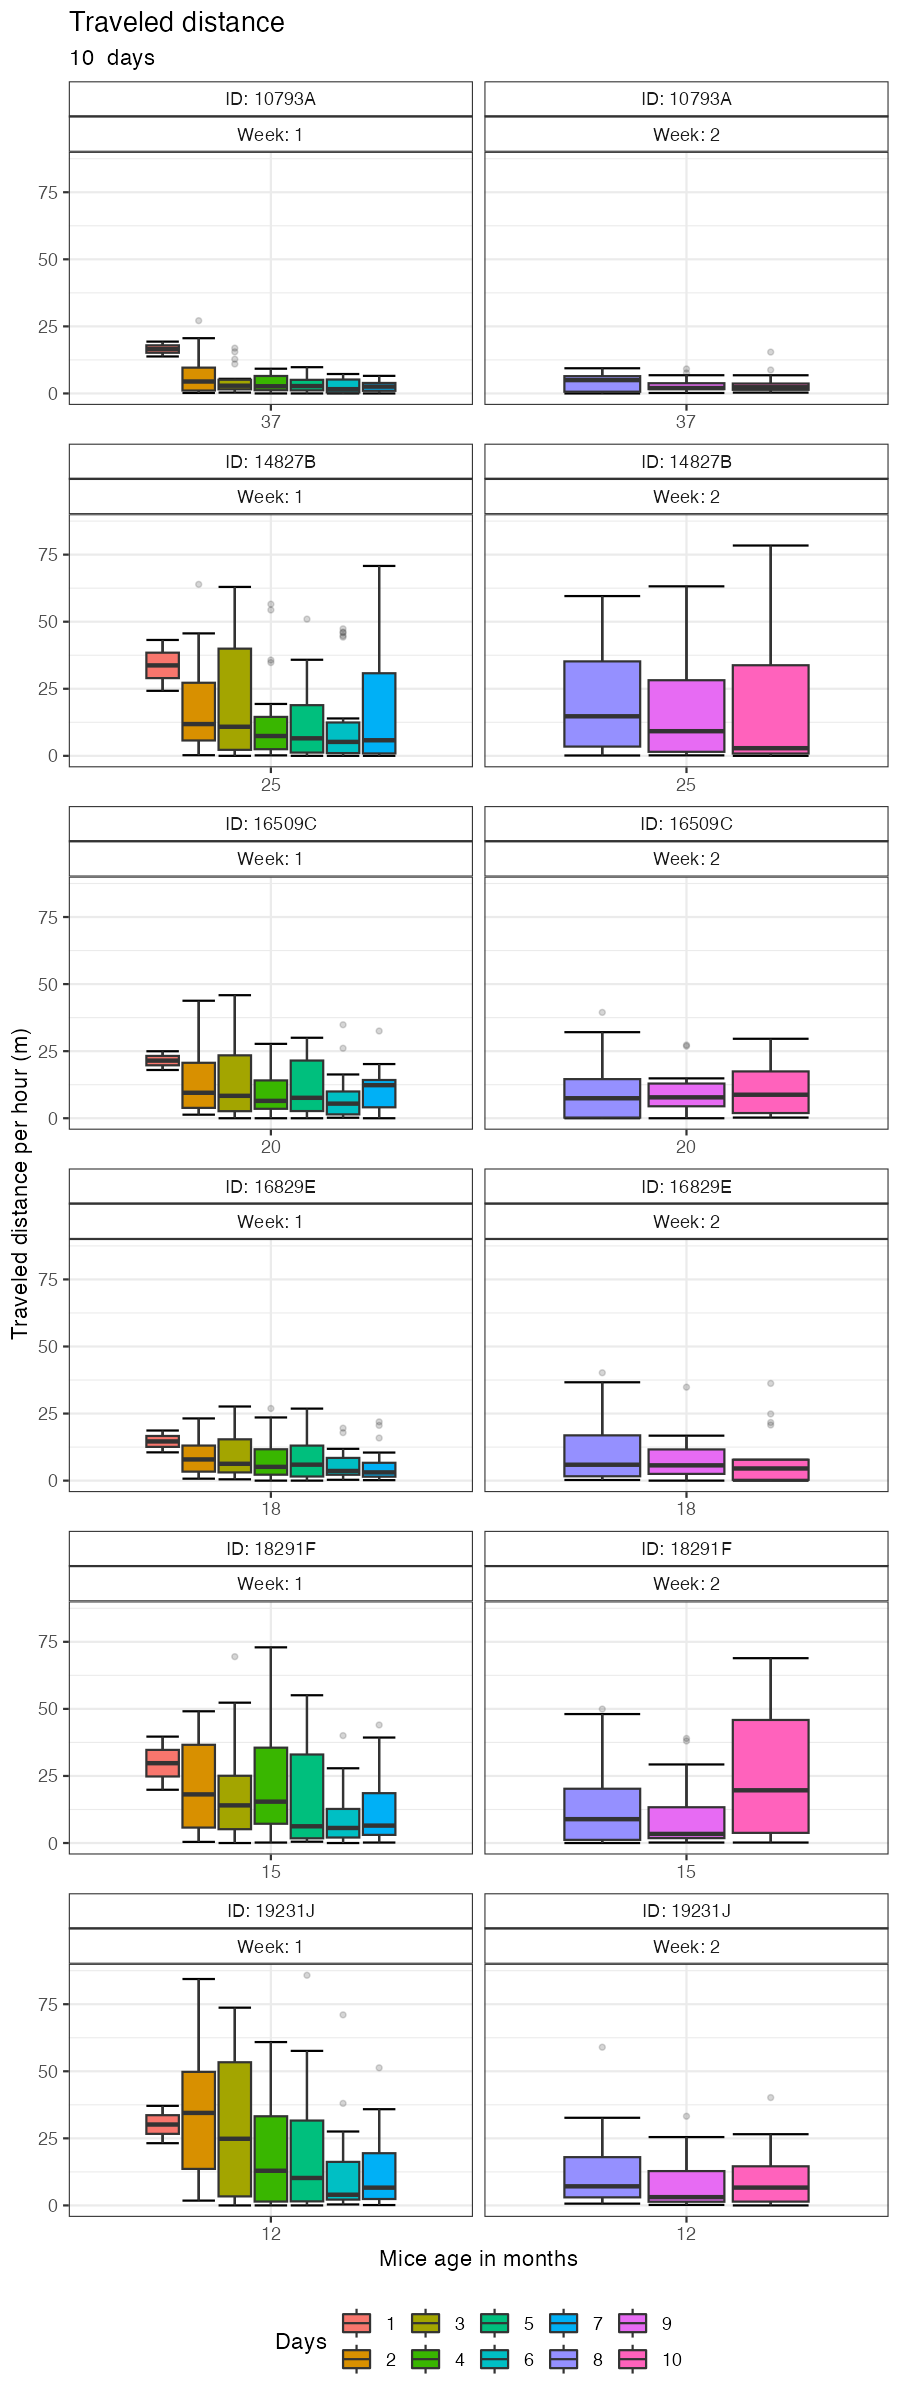 Traveled distance
10 days
ID: 10793A
ID: 10793A
Week: 1
Week: 2
75
50
25
0
37
37
ID: 14827B
ID: 14827B
Week: 1
Week: 2
75
50
25
0
25
25
ID: 16509C
ID: 16509C
Week: 1
Week: 2
75
50
25
0
20
20
Traveled distance per hour (m)
ID: 16829E
ID: 16829E
Week: 1
Week: 2
75
50
25
0
18
18
ID: 18291F
ID: 18291F
Week: 1
Week: 2
75
50
25
0
15
15
ID: 19231J
ID: 19231J
Week: 1
Week: 2
75
50
25
0
12
12
Mice age in months
Days
1
3
5
7
9
2
4
6
8
10